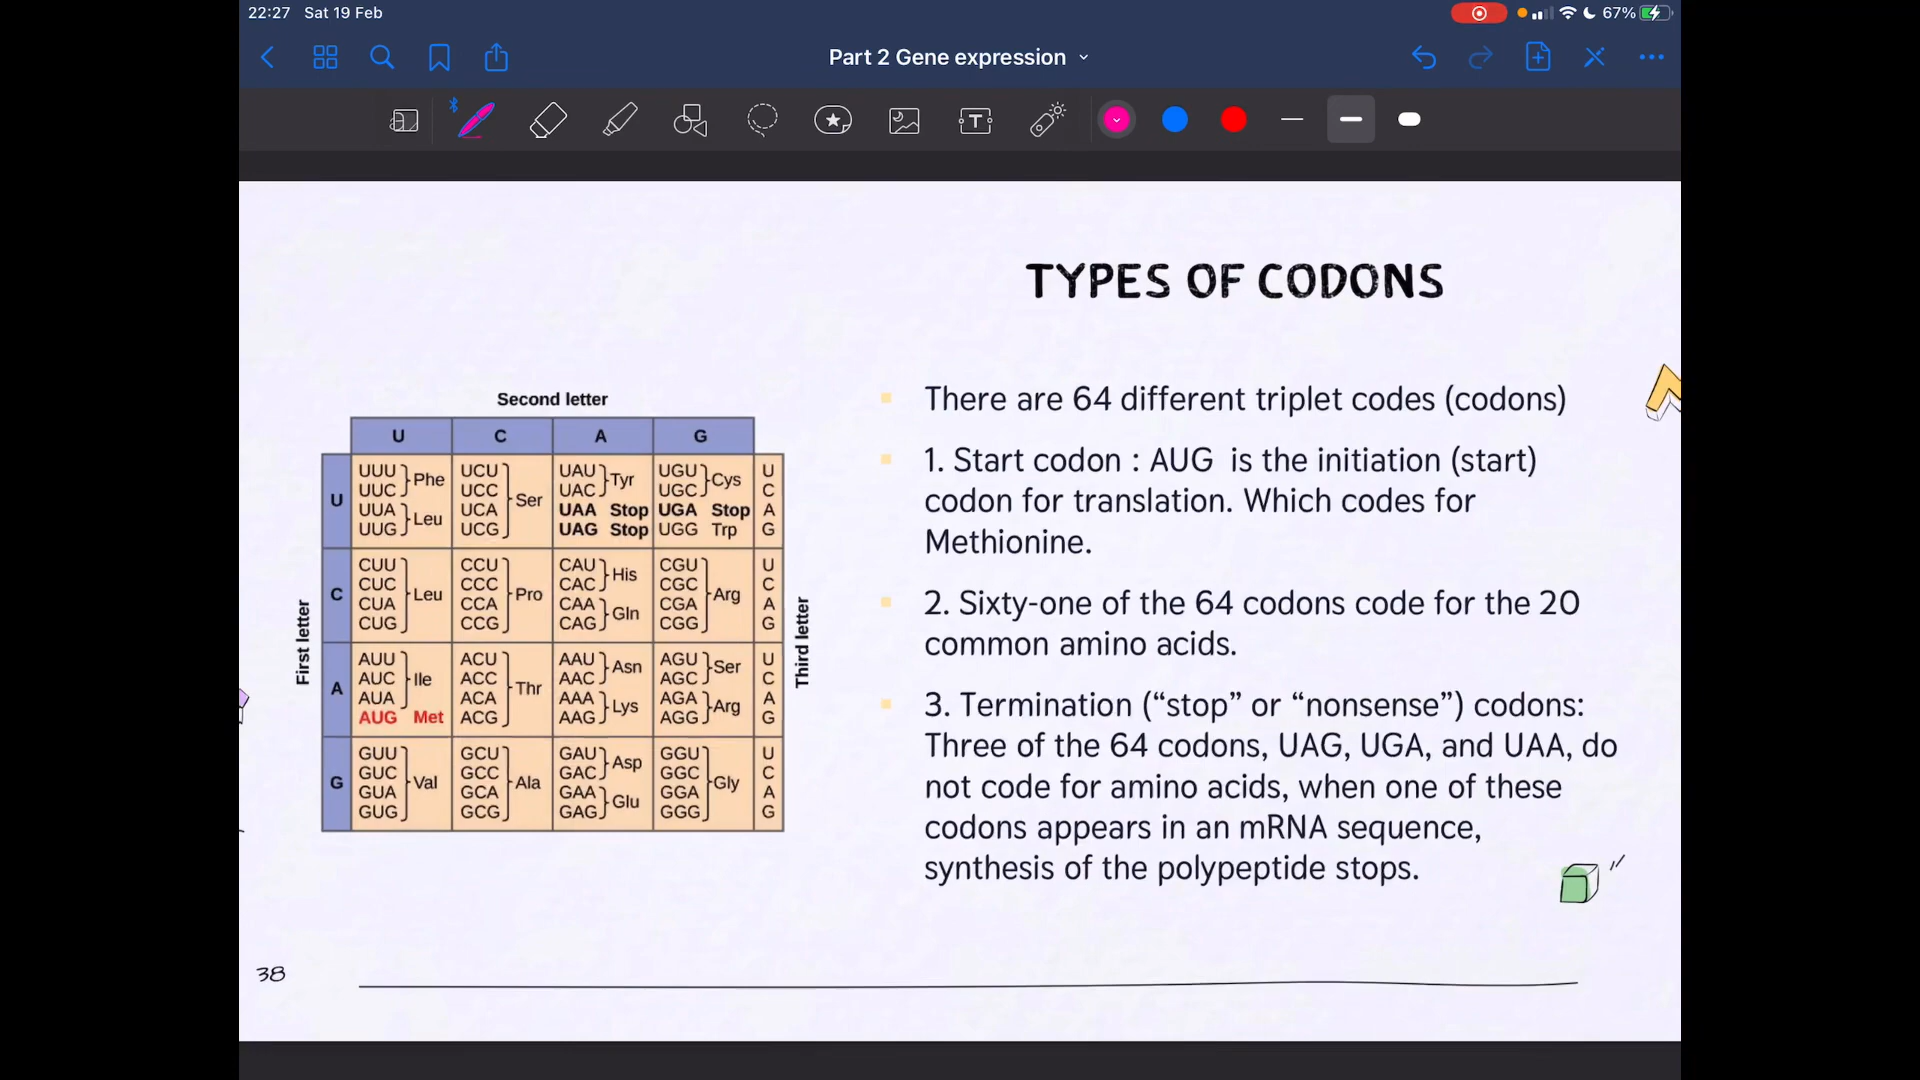 22:27 Sat 19 Feb
67%
Part 2 Gene expression
T
TYPES OF CODONS
Second letter
U C A G
First letter
Third letter
U
UUU UUC Phe
UUA UUG Leu
UCU UCC UCA UCG Ser
UAU UAC Tyr
UAA Stop
UAG Stop
UGU UGC Cys
UGA Stop
UGG Trp
U C A G
C
CUU CUC CUA CUG Leu
CCU CCC CCA CCG Pro
CAU CAC His
CAA CAG Gln
CGU CGC CGA CGG Arg
U C A G
A
AUU AUC AUA Ile
AUG Met
ACU ACC ACA ACG Thr
AAU AAC Asn
AAA AAG Lys
AGU AGC Ser
AGA AGG Arg
U C A G
G
GUU GUC GUA GUG Val
GCU GCC GCA GCG Ala
GAU GAC Asp
GAA GAG Glu
GGU GGC GGA GGG Gly
U C A G
There are 64 different triplet codes (codons)
1. Start codon : AUG is the initiation (start)
codon for translation. Which codes for
Methionine.
2. Sixty-one of the 64 codons code for the 20
common amino acids.
3. Termination (“stop” or “nonsense”) codons:
Three of the 64 codons, UAG, UGA, and UAA, do
not code for amino acids, when one of these
codons appears in an mRNA sequence,
synthesis of the polypeptide stops.
38